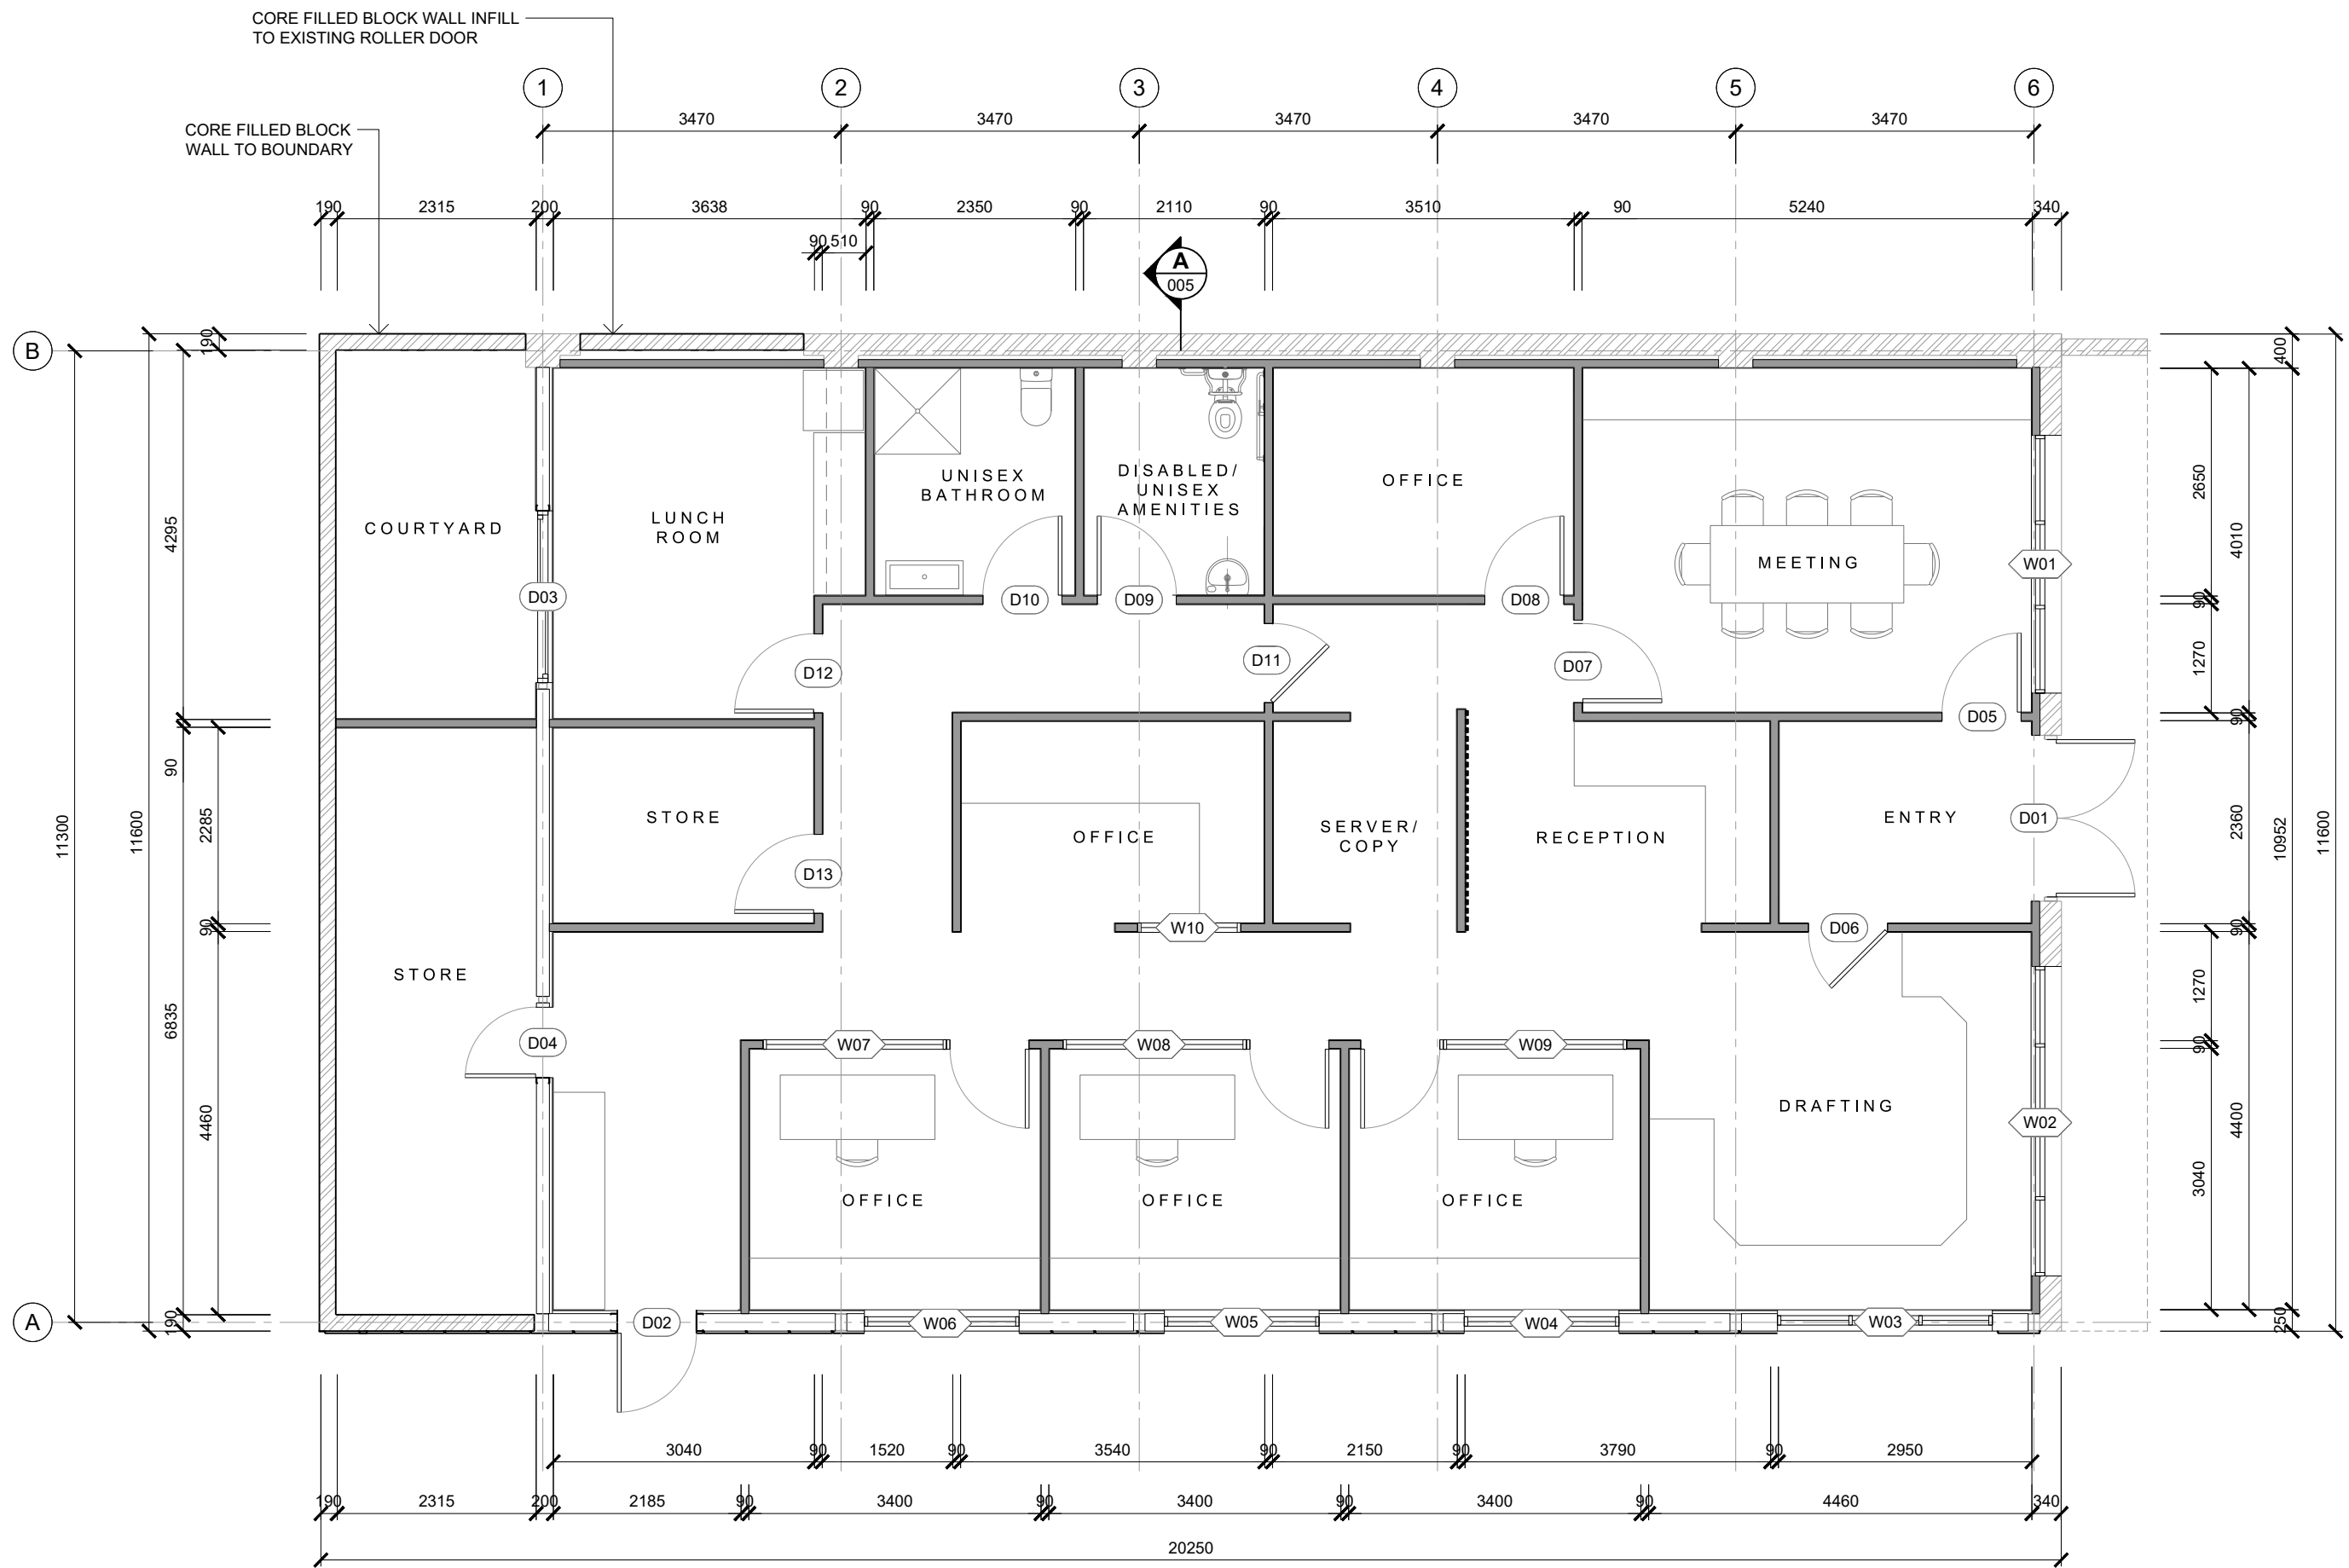 CORE FILLED BLOCK WALL INFILL
TO EXISTING ROLLER DOOR
CORE FILLED BLOCK
WALL TO BOUNDARY
1
2
3
4
5
6
3470
3470
3470
3470
3470
190
2315
200
3638
90
2350
90
2110
90
3510
90
5240
340
90
510
A
005
B
A
11300
11600
190
4295
90
6835
190
2285
90
4460
COURTYARD
LUNCH
ROOM
UNISEX
BATHROOM
DISABLED/
UNISEX
AMENITIES
OFFICE
MEETING
W01
D03
D10
D09
D08
D12
D11
D07
D05
STORE
STORE
OFFICE
SERVER/
COPY
RECEPTION
ENTRY
D01
D13
W10
D06
D04
W07
W08
W09
DRAFTING
W02
OFFICE
OFFICE
OFFICE
D02
W06
W05
W04
W03
2650
90
1270
1270
90
3040
4010
90
2360
90
4400
400
10952
250
11600
3040
90
1520
90
3540
90
2150
90
3790
90
2950
190
2315
200
2185
90
3400
90
3400
90
3400
90
4460
340
20250